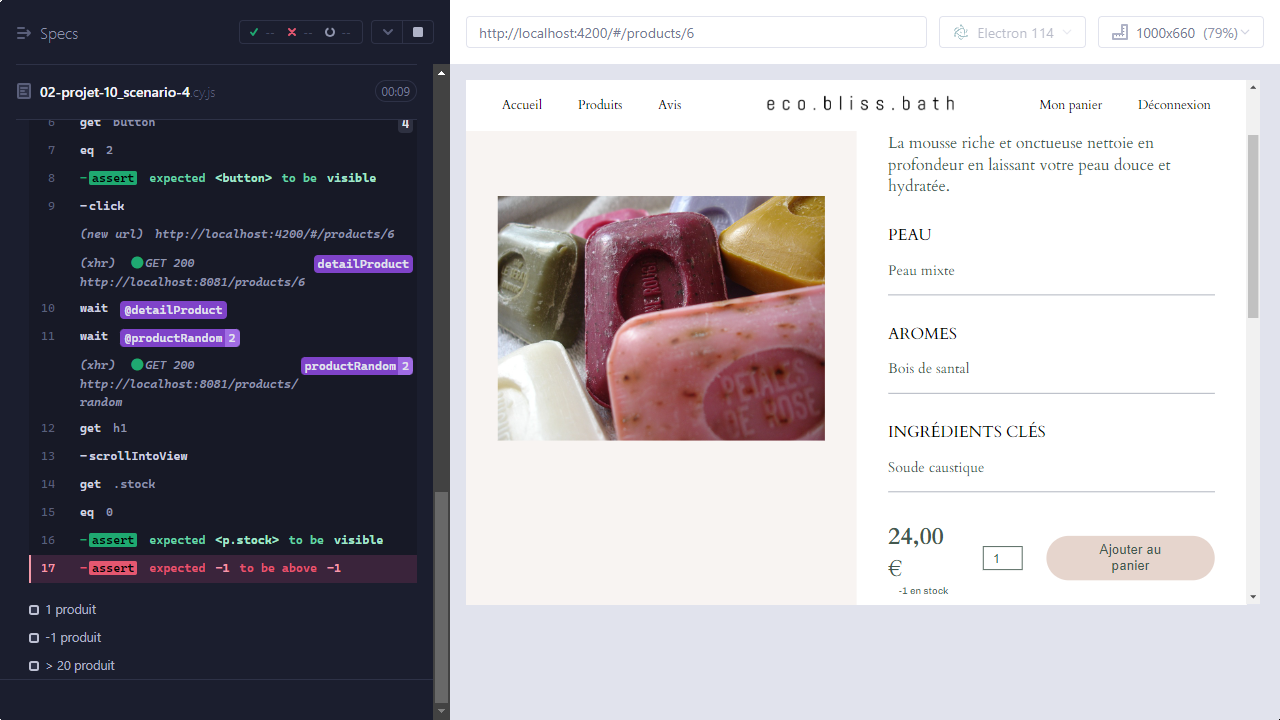 Specs
-- -- --
02-projet-10_scenario-4.cy.js 00:09
6 get button 4
7 eq 2
8 -assert expected <button> to be visible
9 -click
(new url) http://localhost:4200/#/products/6
(xhr) GET 200 detailProduct
http://localhost:8081/products/6
10 wait @detailProduct
11 wait @productRandom 2
(xhr) GET 200 productRandom 2
http://localhost:8081/products/
random
12 get h1
13 -scrollIntoView
14 get .stock
15 eq 0
16 -assert expected <p.stock> to be visible
17 -assert expected -1 to be above -1
1 produit
-1 produit
> 20 produit
http://localhost:4200/#/products/6
Electron 114
1000x660 (79%)
Accueil Produits Avis eco.bliss.bath Mon panier Déconnexion
La mousse riche et onctueuse nettoie en
profondeur en laissant votre peau douce et
hydratée.
PEAU
Peau mixte
AROMES
Bois de santal
INGRÉDIENTS CLÉS
Soude caustique
24,00
€
1
Ajouter au
panier
-1 en stock
PETALES
DE ROSE